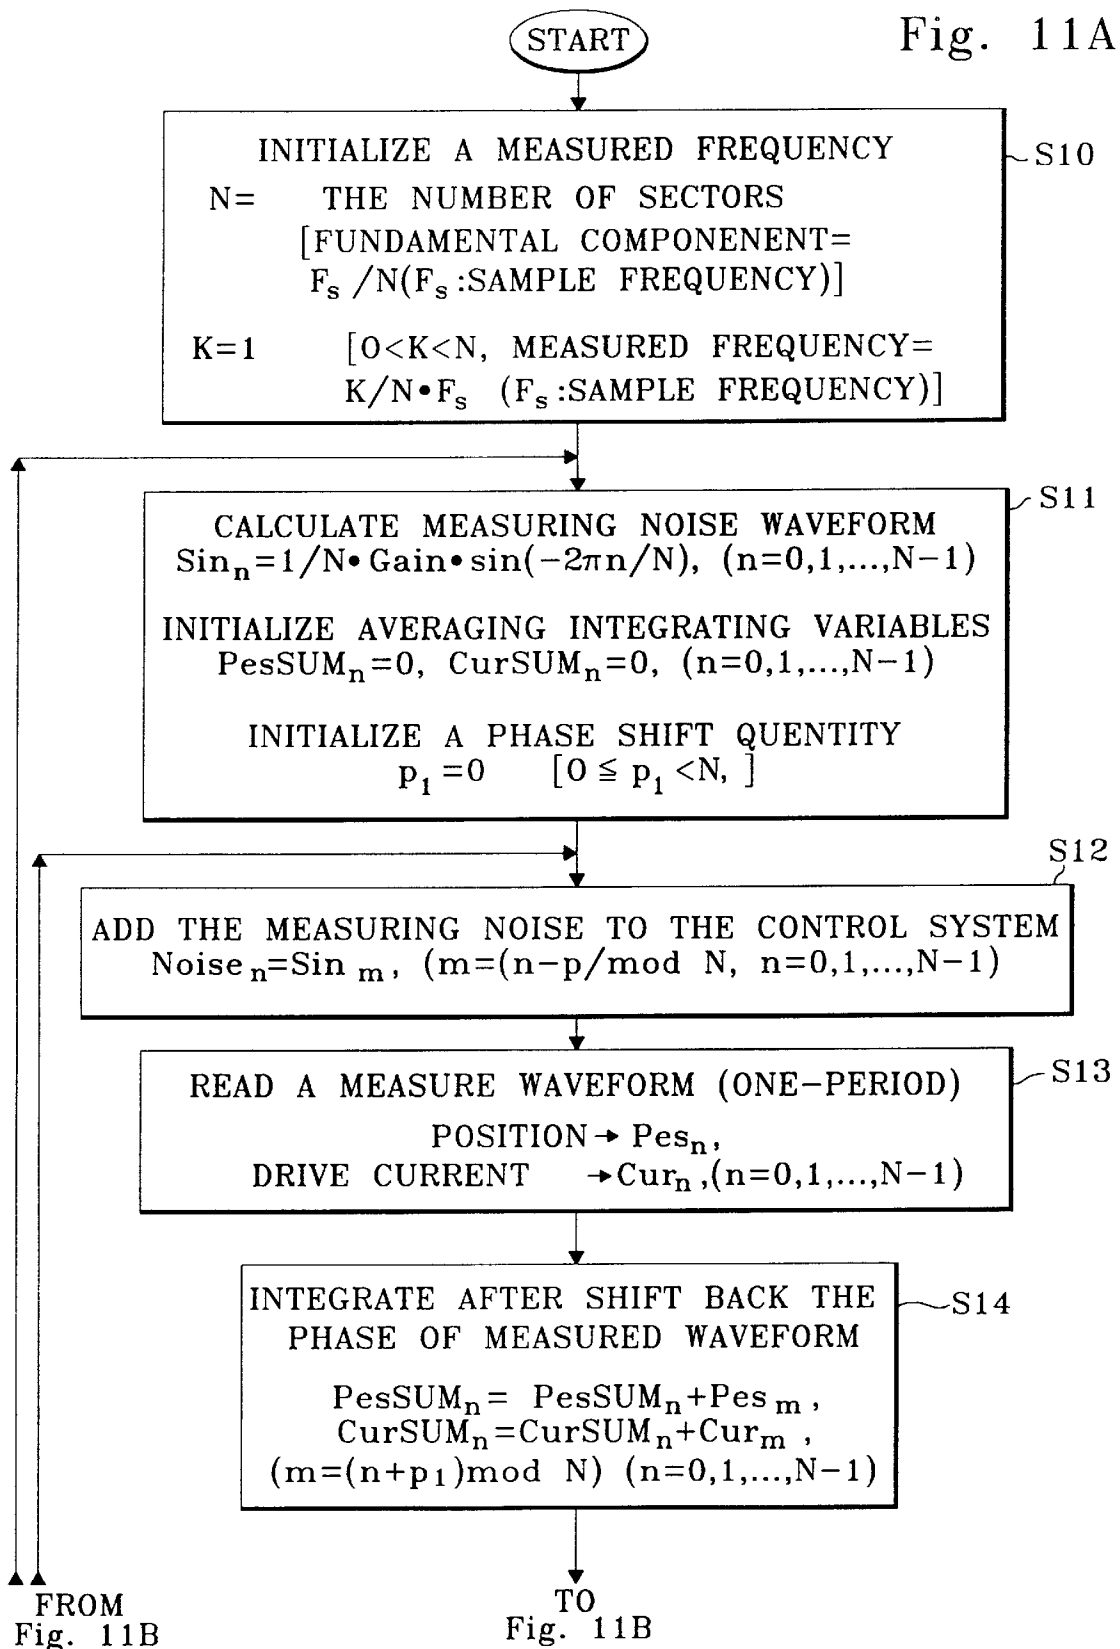 START
Fig. 11A
INITIALIZE A MEASURED FREQUENCY
S10
N= THE NUMBER OF SECTORS
[FUNDAMENTAL COMPONENENT=
Fs/N(Fs:SAMPLE FREQUENCY)]
K=1 [0<K<N, MEASURED FREQUENCY=
K/N•Fs (Fs:SAMPLE FREQUENCY)]
S11
CALCULATE MEASURING NOISE WAVEFORM
Sinn=1/N•Gain•sin(-2πn/N), (n=0,1,...,N-1)
INITIALIZE AVERAGING INTEGRATING VARIABLES
PesSUMn=0, CurSUMn=0, (n=0,1,...,N-1)
INITIALIZE A PHASE SHIFT QUENTITY
p1=0 [0≦p1<N, ]
S12
ADD THE MEASURING NOISE TO THE CONTROL SYSTEM
Noisen=Sin m, (m=(n-p/mod N, n=0,1,...,N-1)
S13
READ A MEASURE WAVEFORM (ONE-PERIOD)
POSITION→ Pesn,
DRIVE CURRENT →Curn,(n=0,1,...,N-1)
S14
INTEGRATE AFTER SHIFT BACK THE
PHASE OF MEASURED WAVEFORM
PesSUMn= PesSUMn+Pes m,
CurSUMn=CurSUMn+Curm,
(m=(n+p1)mod N) (n=0,1,...,N-1)
FROM
Fig. 11B
TO
Fig. 11B